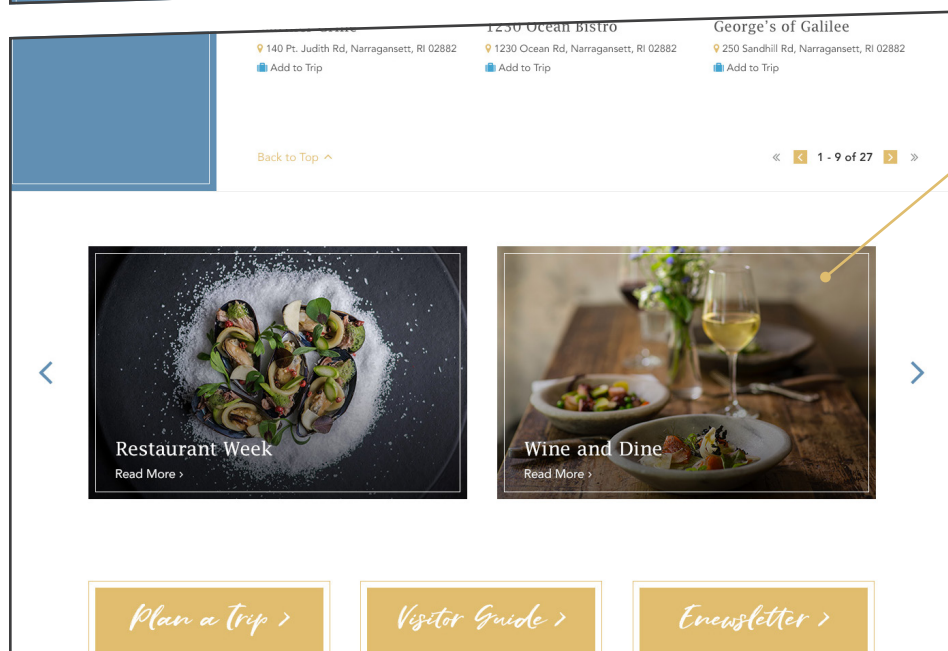 1230 Ocean Bistro
George's of Galilee
140 Pt. Judith Rd, Narragansett, RI 02882
1230 Ocean Rd, Narragansett, RI 02882
250 Sandhill Rd, Narragansett, RI 02882
Add to Trip
Add to Trip
Add to Trip
Back to Top
« < 1 - 9 of 27 > »
Restaurant Week
Read More >
Wine and Dine
Read More >
Plan a Trip >
Visitor Guide >
Enewsletter >